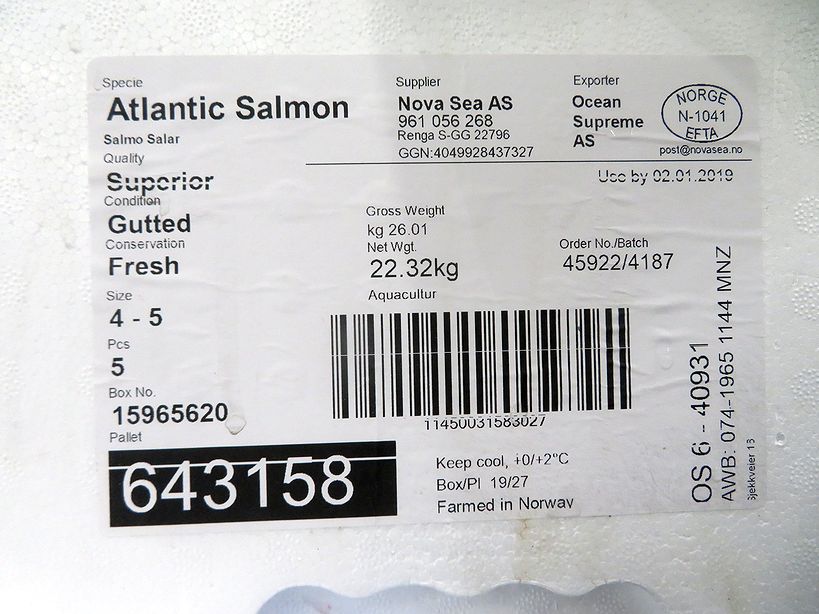 Specie
Atlantic Salmon
Salmo Salar
Quality
Superior
Condition
Gutted
Conservation
Fresh
Size
4 - 5
Pcs
5
Box No.
15965620
Pallet
643158
Supplier
Nova Sea AS
961 056 268
Renga S-GG 22796
GGN:4049928437327
Exporter
Ocean
Supreme
AS
NORGE
N-1041
EFTA
post@novasea.no
Use by 02.01.2019
Gross Weight
kg 26.01
Net Wgt.
22.32kg
Order No./Batch
45922/4187
Aquacultur
11450031583027
Keep cool, +0/+2°C
Box/Pl 19/27
Farmed in Norway
OS 6 - 40931
AWB: 074-1965 1144 MNZ